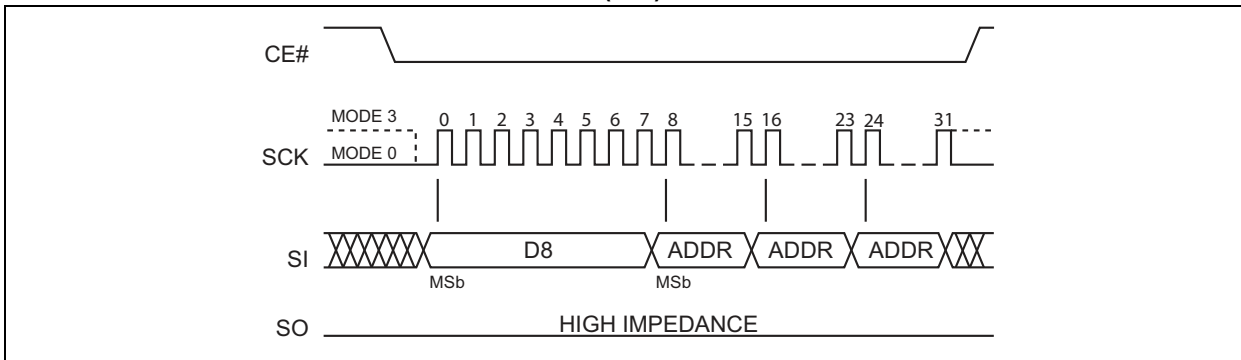 CE#
MODE 3
0 1 2 3 4 5 6 7 8 15 16 23 24 31
SCK MODE 0
SI D8 ADDR ADDR ADDR
MSb MSb
SO HIGH IMPEDANCE